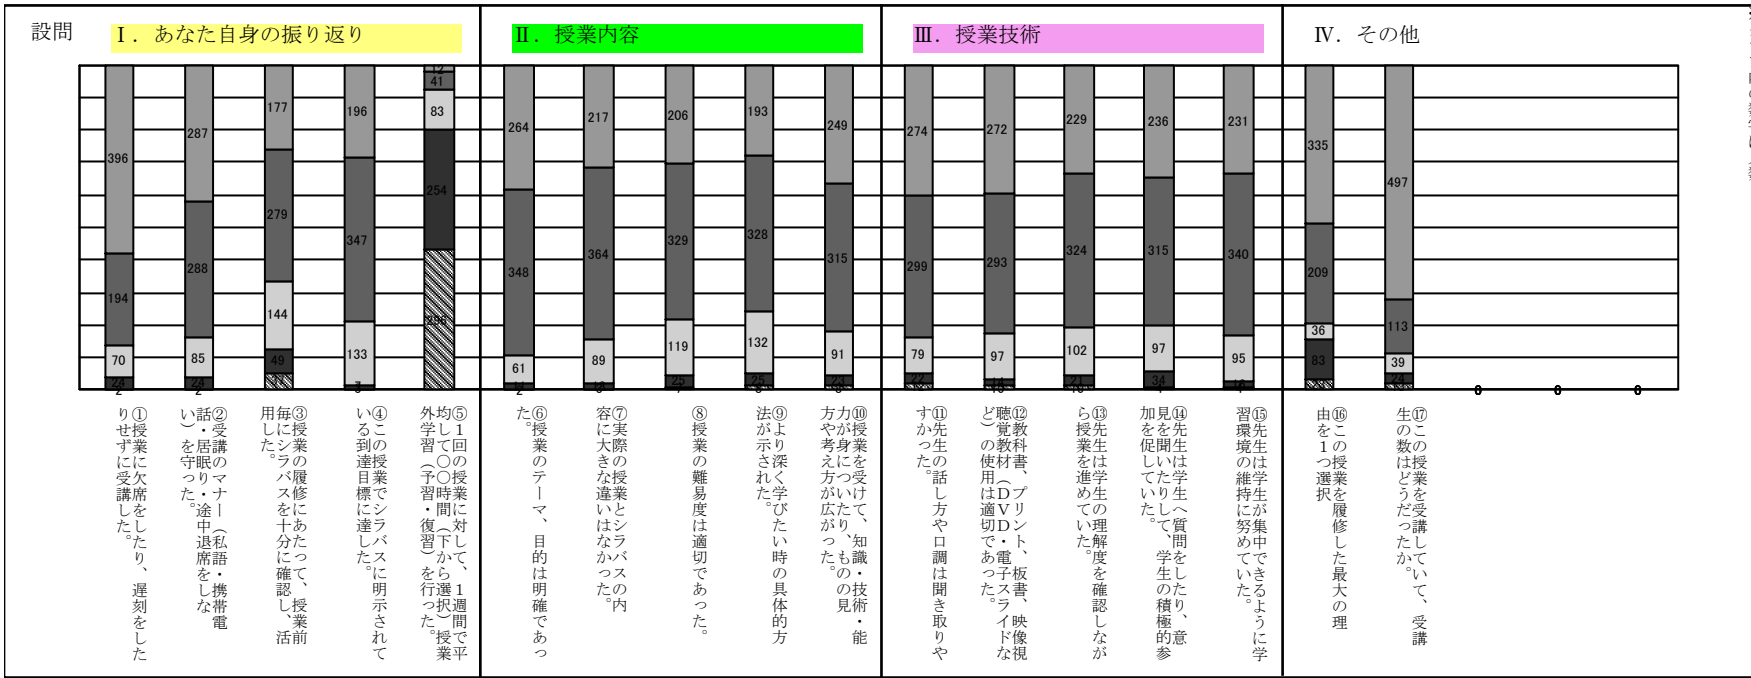 設問
Ⅰ．あなた自身の振り返り
Ⅱ．授業内容
Ⅲ．授業技術
Ⅳ．その他
396
194
70
24
2
287
288
85
24
2
177
279
144
49
196
347
133
12
41
83
254
296
264
348
61
2
217
364
89
206
329
119
25
193
328
132
25
249
315
91
23
274
299
79
22
272
293
97
14
229
324
102
21
236
315
97
34
231
340
95
16
335
209
36
83
497
113
39
24
0
0
0
①授業に欠席をしたり、遅刻をした
りせずに受講した。
②受講のマナー（私語・携帯電
話・居眠り・途中退席をしな
い）を守った。
③授業の履修にあたって、授業前
毎にシラバスを十分に確認し、活
用した。
④この授業でシラバスに明示されて
いる到達目標に達した。
⑤１回の授業に対して、１週間で平
均して〇〇時間（下から選択）授業
外学習（予習・復習）を行った。
⑥授業のテーマ、目的は明確であっ
た。
⑦実際の授業とシラバスの内
容に大きな違いはなかった。
⑧授業の難易度は適切であった。
⑨より深く学びたい時の具体的方
法が示された。
⑩授業を受けて、知識・技術・能
力が身についたり、ものの見
方や考え方が広がった。
⑪先生の話し方や口調は聞き取りや
すかった。
⑫教科書、プリント、板書、映像視
聴覚教材（ＤＶＤ・電子スライドな
ど）の使用は適切であった。
⑬先生は学生の理解度を確認しなが
ら授業を進めていた。
⑭先生は学生へ質問をしたり、意
見を聞いたりして、学生の積極的参
加を促していた。
⑮先生は学生が集中できるように学
習環境の維持に努めていた。
⑯この授業を履修した最大の理
由を１つ選択
⑰この授業を受講していて、受講
生の数はどうだったか。